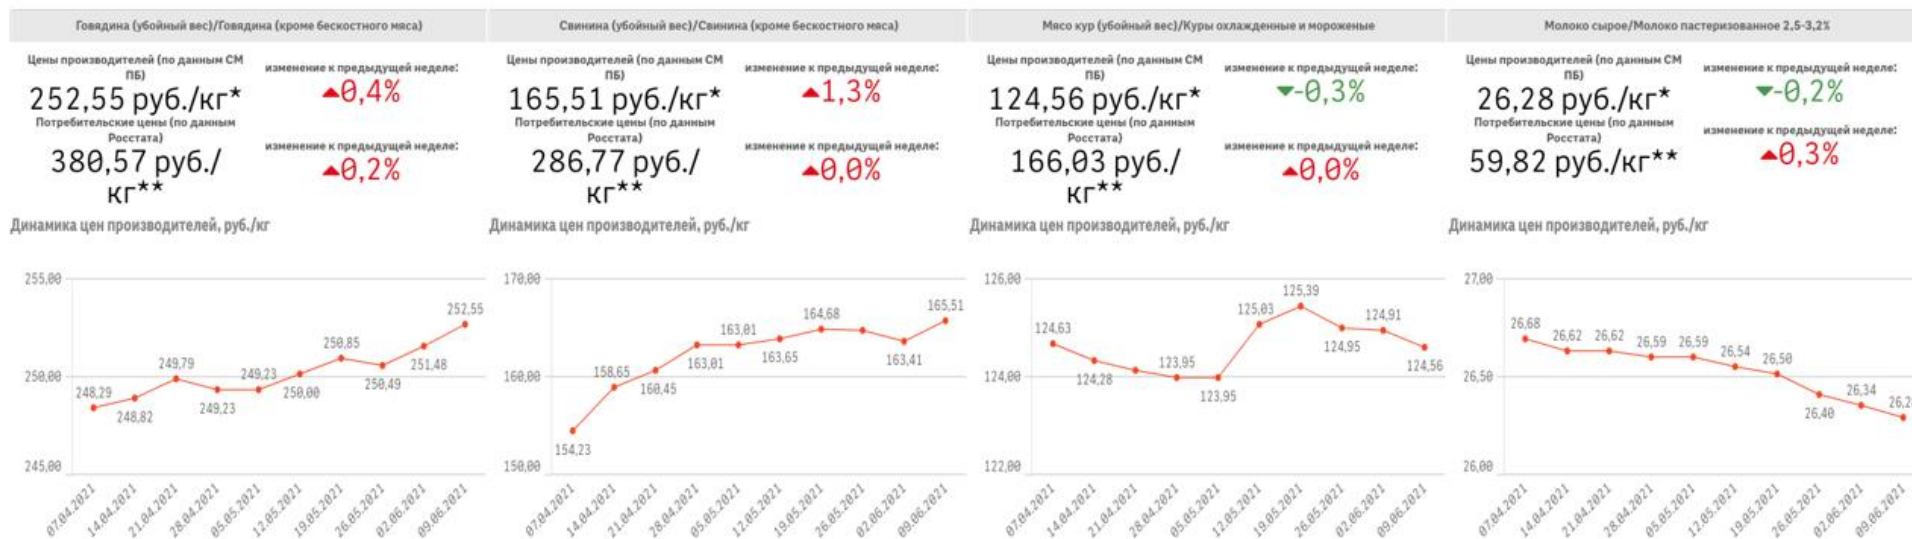 Говядина (убойный вес)/Говядина (кроме бескостного мяса)
Цены производителей (по данным СМ
ПБ)
252,55 руб./кг*
изменение к предыдущей неделе:
▲0,4%
Потребительские цены (по данным
Росстата)
380,57 руб./
кг**
изменение к предыдущей неделе:
▲0,2%
Динамика цен производителей, руб./кг
255,00
250,00
245,00
248,29
248,82
249,79
249,23
249,23
250,00
250,85
250,49
251,48
252,55
07.04.2021
14.04.2021
21.04.2021
28.04.2021
05.05.2021
12.05.2021
19.05.2021
26.05.2021
02.06.2021
09.06.2021
Свинина (убойный вес)/Свинина (кроме бескостного мяса)
Цены производителей (по данным СМ
ПБ)
165,51 руб./кг*
изменение к предыдущей неделе:
▲1,3%
Потребительские цены (по данным
Росстата)
286,77 руб./
кг**
изменение к предыдущей неделе:
▲0,0%
Динамика цен производителей, руб./кг
170,00
160,00
150,00
154,23
158,65
160,45
163,01
163,01
163,65
164,68
163,41
165,51
07.04.2021
14.04.2021
21.04.2021
28.04.2021
05.05.2021
12.05.2021
19.05.2021
26.05.2021
02.06.2021
09.06.2021
Мясо кур (убойный вес)/Куры охлажденные и мороженые
Цены производителей (по данным СМ
ПБ)
124,56 руб./кг*
изменение к предыдущей неделе:
▼-0,3%
Потребительские цены (по данным
Росстата)
166,03 руб./
кг**
изменение к предыдущей неделе:
▲0,0%
Динамика цен производителей, руб./кг
126,00
124,00
122,00
124,63
124,28
123,95
123,95
125,03
125,39
124,95
124,91
124,56
07.04.2021
14.04.2021
21.04.2021
28.04.2021
05.05.2021
12.05.2021
19.05.2021
26.05.2021
02.06.2021
09.06.2021
Молоко сырое/Молоко пастеризованное 2,5-3,2%
Цены производителей (по данным СМ
ПБ)
26,28 руб./кг*
изменение к предыдущей неделе:
▼-0,2%
Потребительские цены (по данным
Росстата)
59,82 руб./кг**
изменение к предыдущей неделе:
▲0,3%
Динамика цен производителей, руб./кг
27,00
26,50
26,00
26,68
26,62
26,62
26,59
26,59
26,54
26,50
26,40
26,34
07.04.2021
14.04.2021
21.04.2021
28.04.2021
05.05.2021
12.05.2021
19.05.2021
26.05.2021
02.06.2021
09.06.2021